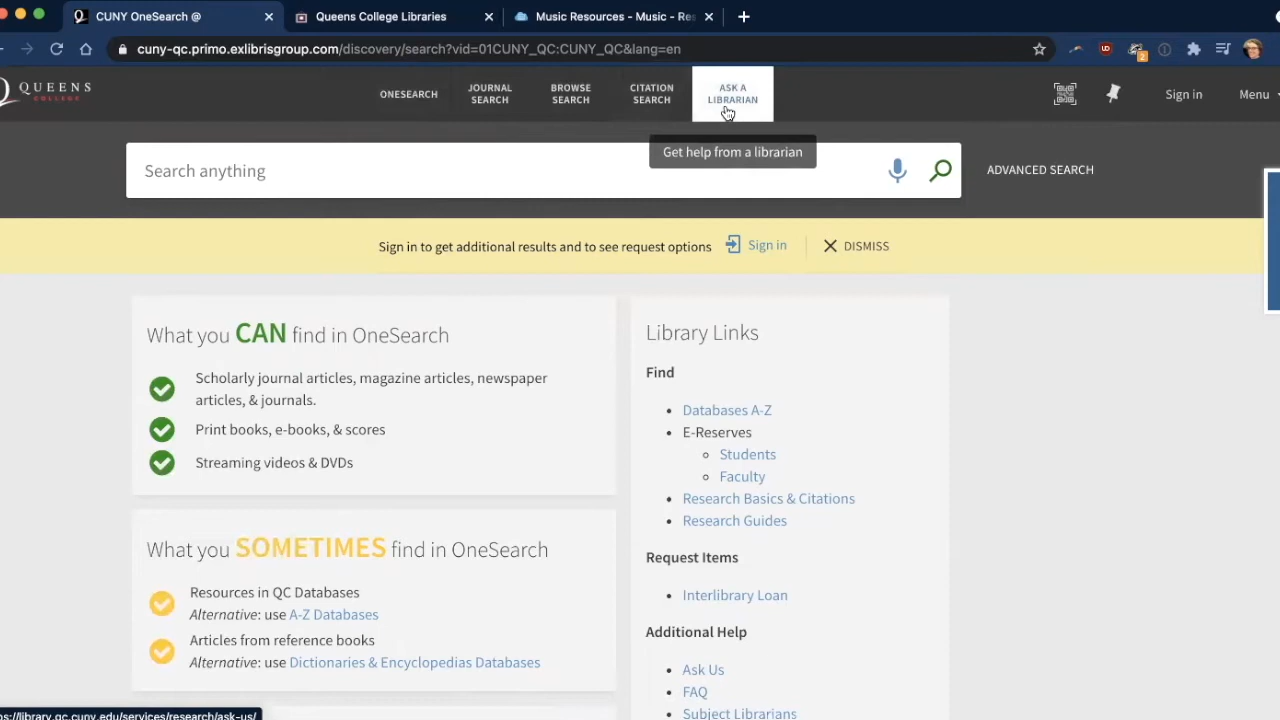 CUNY OneSearch @
Queens College Libraries
Music Resources - Music - Res
cuny-qc.primo.exlibrisgroup.com/discovery/search?vid=01CUNY_QC:CUNY_QC&lang=en
2
QUEENS
COLLEGE
ONESEARCH
JOURNAL
SEARCH
BROWSE
SEARCH
CITATION
SEARCH
ASK A
LIBRARIAN
Sign in
Menu
Get help from a librarian
Search anything
ADVANCED SEARCH
Sign in to get additional results and to see request options
Sign in
DISMISS
What you CAN find in OneSearch
Scholarly journal articles, magazine articles, newspaper
articles, & journals.
Print books, e-books, & scores
Streaming videos & DVDs
What you SOMETIMES find in OneSearch
Resources in QC Databases
Alternative: use A-Z Databases
Articles from reference books
Alternative: use Dictionaries & Encyclopedias Databases
Library Links
Find
Databases A-Z
E-Reserves
Students
Faculty
Research Basics & Citations
Research Guides
Request Items
Interlibrary Loan
Additional Help
Ask Us
FAQ
Subject Librarians
ps://library.qc.cuny.edu/services/research/ask-us/